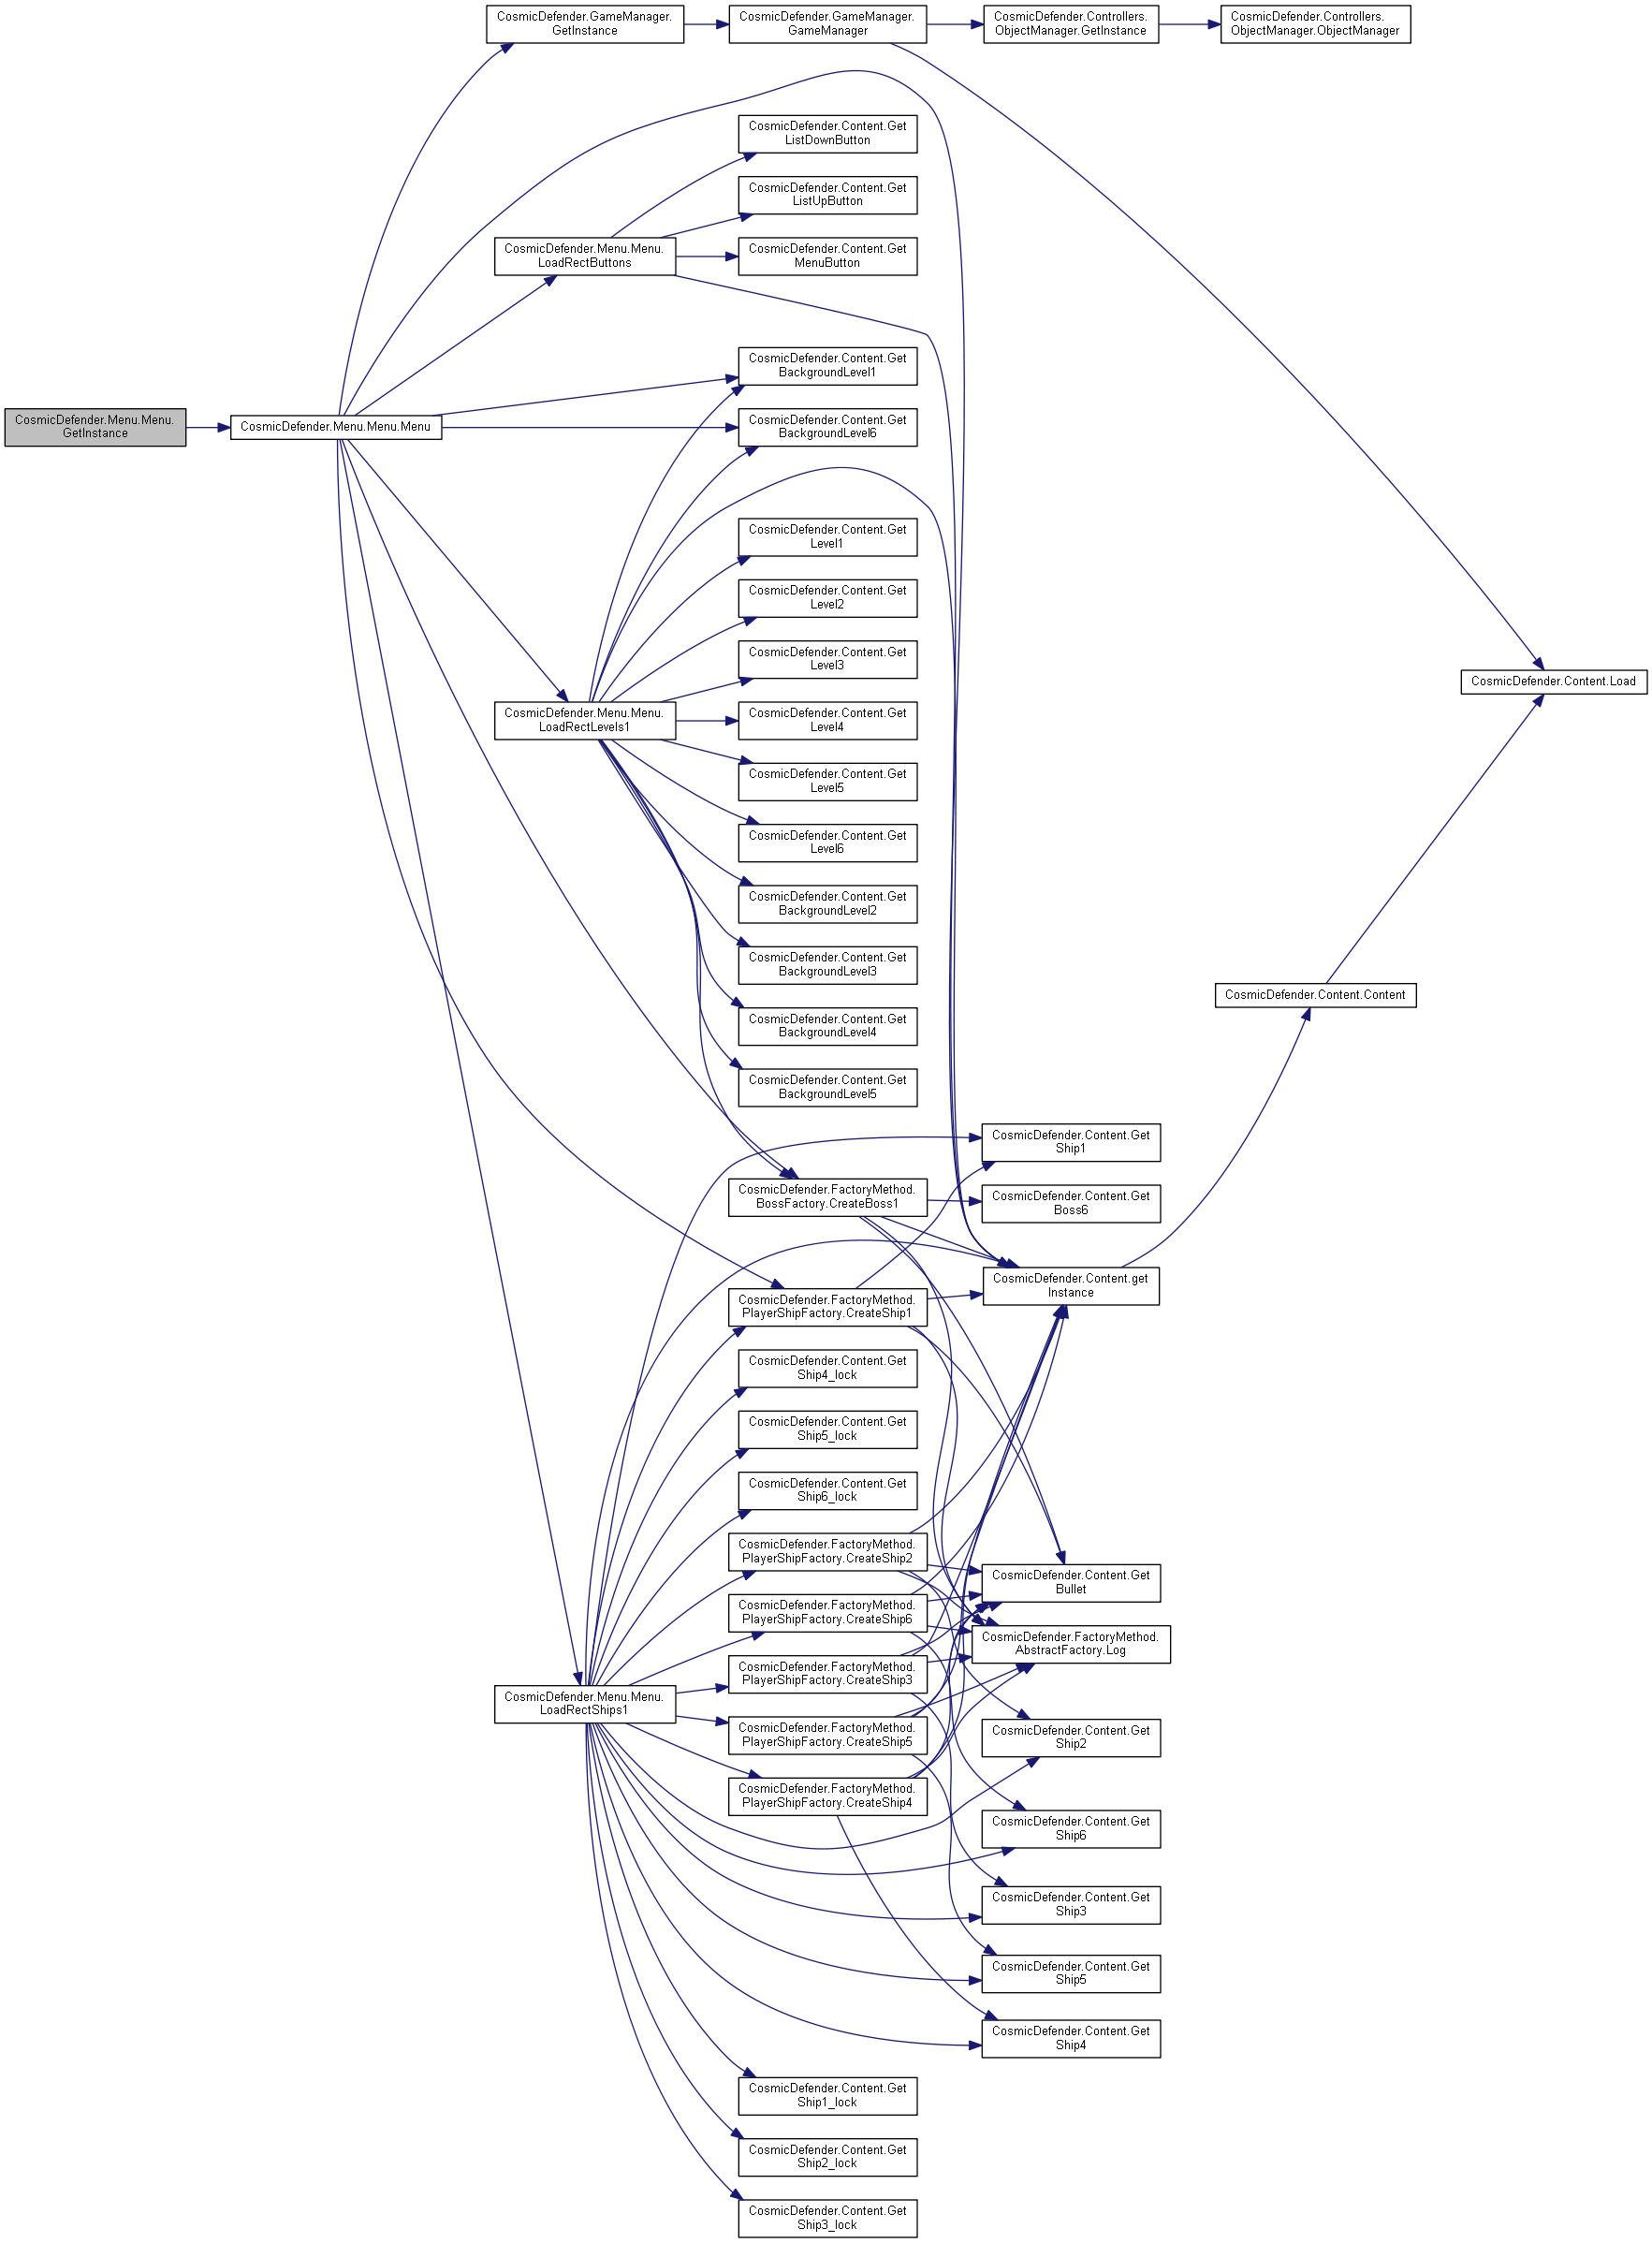 CosmicDefender.GameManager.
GetInstance
CosmicDefender.GameManager.
GameManager
CosmicDefender.Controllers.
ObjectManager.GetInstance
CosmicDefender.Controllers.
ObjectManager.ObjectManager
CosmicDefender.Content.Get
ListDownButton
CosmicDefender.Content.Get
ListUpButton
CosmicDefender.Menu.Menu.
LoadRectButtons
CosmicDefender.Content.Get
MenuButton
CosmicDefender.Content.Get
BackgroundLevel1
CosmicDefender.Menu.Menu.
GetInstance
CosmicDefender.Menu.Menu.Menu
CosmicDefender.Content.Get
BackgroundLevel6
CosmicDefender.Content.Get
Level1
CosmicDefender.Content.Get
Level2
CosmicDefender.Content.Get
Level3
CosmicDefender.Content.Load
CosmicDefender.Menu.Menu.
LoadRectLevels1
CosmicDefender.Content.Get
Level4
CosmicDefender.Content.Get
Level5
CosmicDefender.Content.Get
Level6
CosmicDefender.Content.Get
BackgroundLevel2
CosmicDefender.Content.Get
BackgroundLevel3
CosmicDefender.Content.Content
CosmicDefender.Content.Get
BackgroundLevel4
CosmicDefender.Content.Get
BackgroundLevel5
CosmicDefender.Content.Get
Ship1
CosmicDefender.FactoryMethod.
BossFactory.CreateBoss1
CosmicDefender.Content.Get
Boss6
CosmicDefender.Content.get
Instance
CosmicDefender.FactoryMethod.
PlayerShipFactory.CreateShip1
CosmicDefender.Content.Get
Ship4_lock
CosmicDefender.Content.Get
Ship5_lock
CosmicDefender.Content.Get
Ship6_lock
CosmicDefender.FactoryMethod.
PlayerShipFactory.CreateShip2
CosmicDefender.Content.Get
Bullet
CosmicDefender.FactoryMethod.
PlayerShipFactory.CreateShip6
CosmicDefender.FactoryMethod.
AbstractFactory.Log
CosmicDefender.FactoryMethod.
PlayerShipFactory.CreateShip3
CosmicDefender.Menu.Menu.
LoadRectShips1
CosmicDefender.FactoryMethod.
PlayerShipFactory.CreateShip5
CosmicDefender.Content.Get
Ship2
CosmicDefender.FactoryMethod.
PlayerShipFactory.CreateShip4
CosmicDefender.Content.Get
Ship6
CosmicDefender.Content.Get
Ship3
CosmicDefender.Content.Get
Ship5
CosmicDefender.Content.Get
Ship4
CosmicDefender.Content.Get
Ship1_lock
CosmicDefender.Content.Get
Ship2_lock
CosmicDefender.Content.Get
Ship3_lock